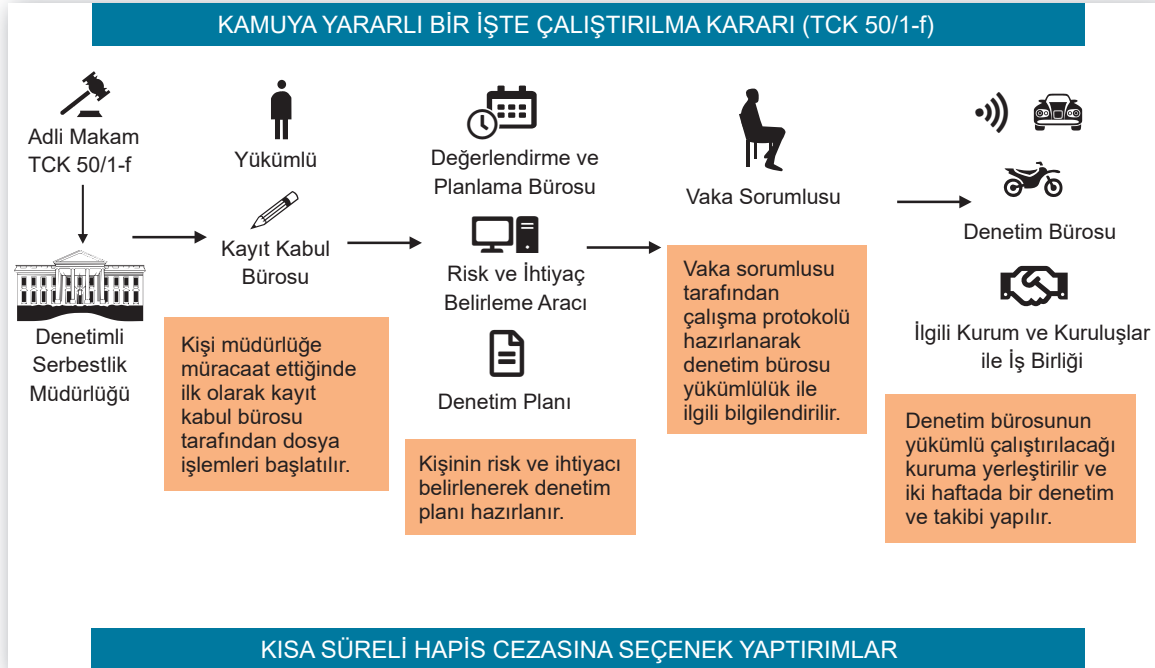 KAMUYA YARARLI BİR İŞTE ÇALIŞTIRILMA KARARI (TCK 50/1-f)
Adli Makam
TCK 50/1-f
Denetimli
Serbestlik
Müdürlüğü
Yükümlü
Kayıt Kabul
Bürosu
Kişi müdürlüğe
müracaat ettiğinde
ilk olarak kayıt
kabul bürosu
tarafından dosya
işlemleri başlatılır.
Değerlendirme ve
Planlama Bürosu
Risk ve İhtiyaç
Belirleme Aracı
Denetim Planı
Kişinin risk ve ihtiyacı
belirlenerek denetim
planı hazırlanır.
Vaka Sorumlusu
Vaka sorumlusu
tarafından
çalışma protokolü
hazırlanarak
denetim bürosu
yükümlülük ile
ilgili bilgilendirilir.
Denetim Bürosu
İlgili Kurum ve Kuruluşlar
ile İş Birliği
Denetim bürosunun
yükümlü çalıştırılacağı
kuruma yerleştirilir ve
iki haftada bir denetim
ve takibi yapılır.
KISA SÜRELİ HAPİS CEZASINA SEÇENEK YAPTIRIMLAR